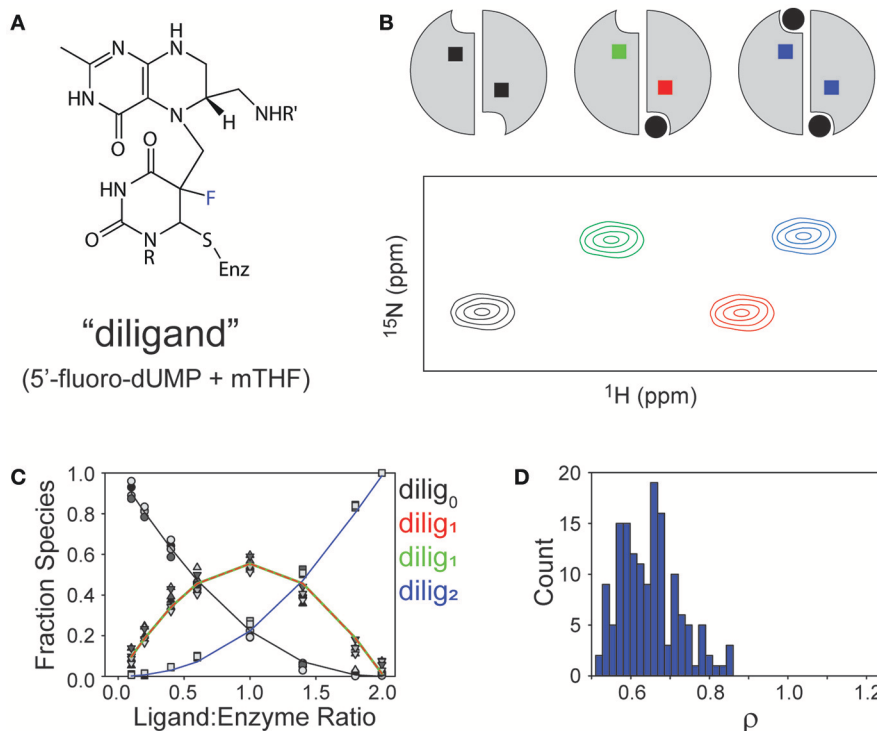 A
N
H
N
HN
N
H
NHR'
O
O
F
HN
O
N
R
S
Enz
"diligand"
(5'-fluoro-dUMP + mTHF)
B
15N (ppm)
1H (ppm)
C
1.0
0.8
0.6
0.4
0.2
0.0
Fraction Species
0.0 0.5 1.0 1.5 2.0
Ligand:Enzyme Ratio
dilig0
dilig1
dilig1
dilig2
D
20
15
10
5
0
Count
0.6 0.8 1.0 1.2
ρ